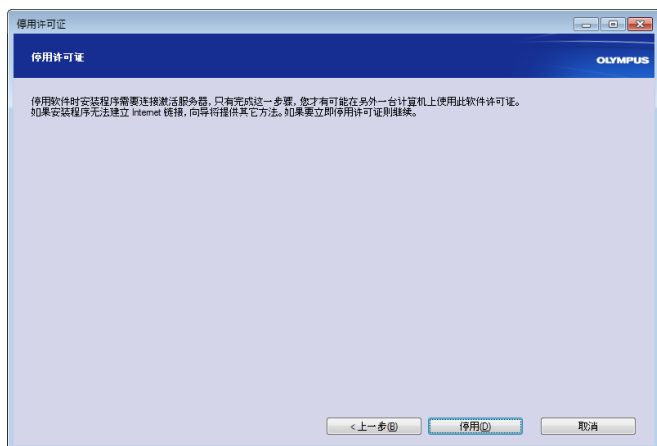 停用许可证
停用许可证
OLYMPUS
停用软件时安装程序需要连接激活服务器,只有完成这一步骤,您才有可能在另外一台计算机上使用此软件许可证。
如果安装程序无法建立 Internet 链接,向导将提供其它方法。如果要立即停用许可证则继续。
<上一步(B)
停用(D)
取消